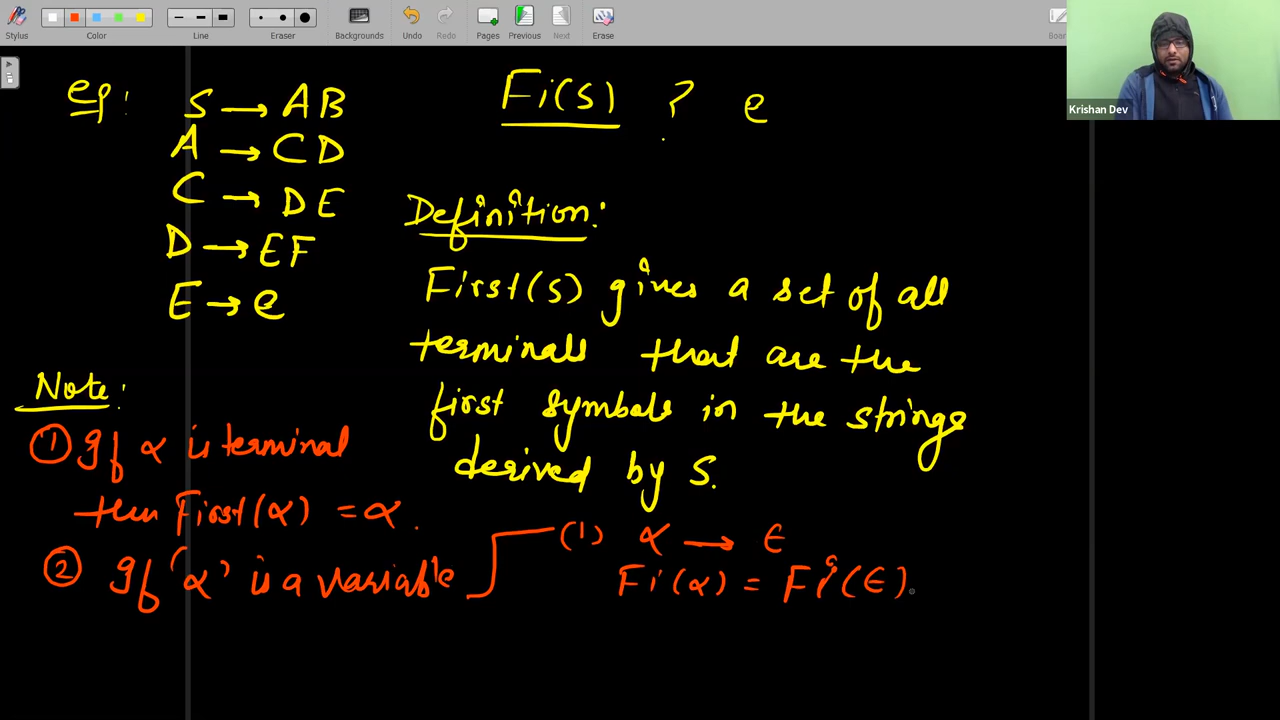 Stylus
Color
Line
Eraser
Backgrounds
Undo
Redo
Pages
Previous
Next
Erase
Krishan Dev
eg:
S → AB
A → CD
C → DE
D → EF
E → e
Fi(S) ? e
Definition:
First(S) gives a set of all
terminals that are the
first symbols in the strings
derived by S.
Note:
① If α is terminal
then First(α) = α.
② If 'α' is a variable
(1) α → ϵ
Fi(α) = Fi(ϵ)